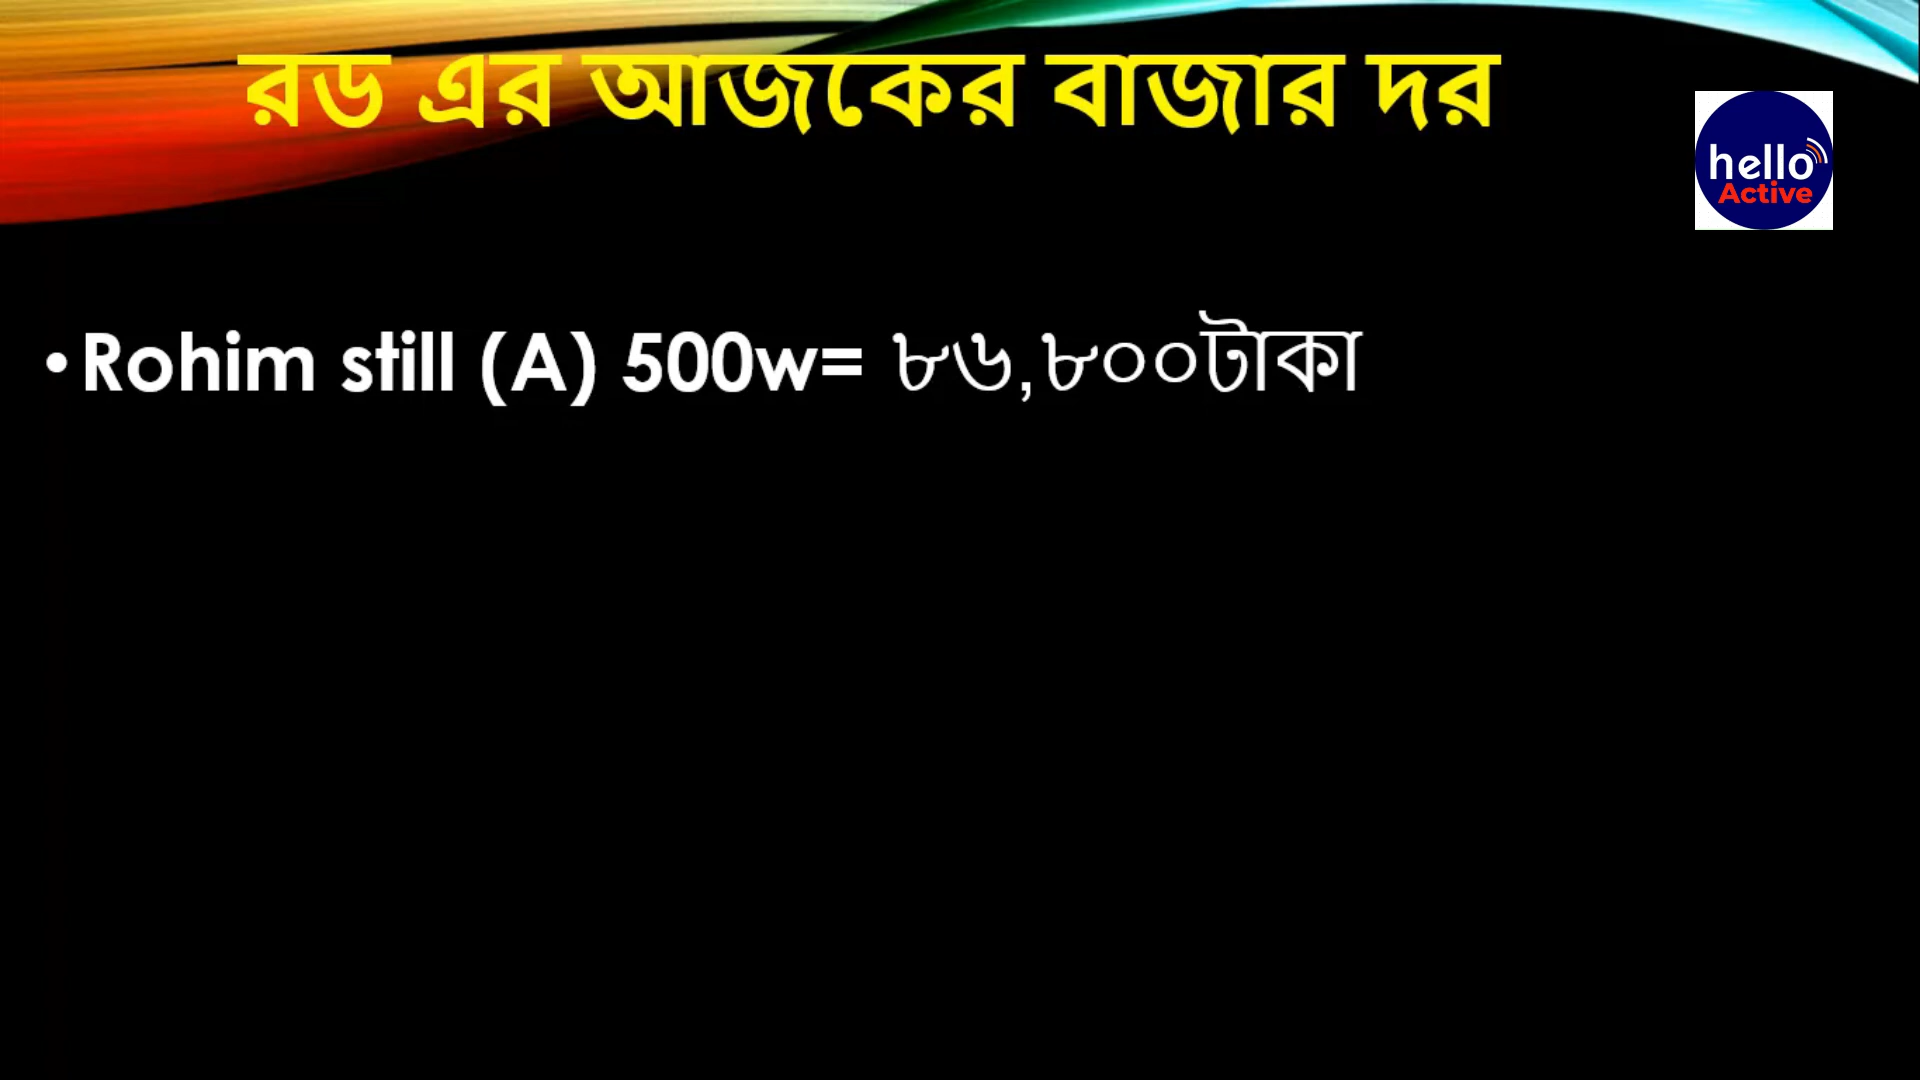 রড এর আজকের বাজার দর
hello
Active
• Rohim still (A) 500w= ৮৬,৮০০টাকা